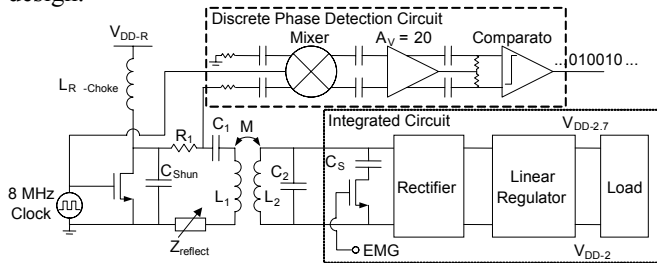 design.
Discrete Phase Detection Circuit
V_DD-R
Mixer
A_V = 20
Comparato
..010010 ...
L_R -Choke
R_1
C_1
M
Integrated Circuit
V_DD-2.7
C_Shun
L_1
L_2
C_2
C_S
Rectifier
Linear
Regulator
Load
8 MHz
Clock
Z_reflect
EMG
V_DD-2